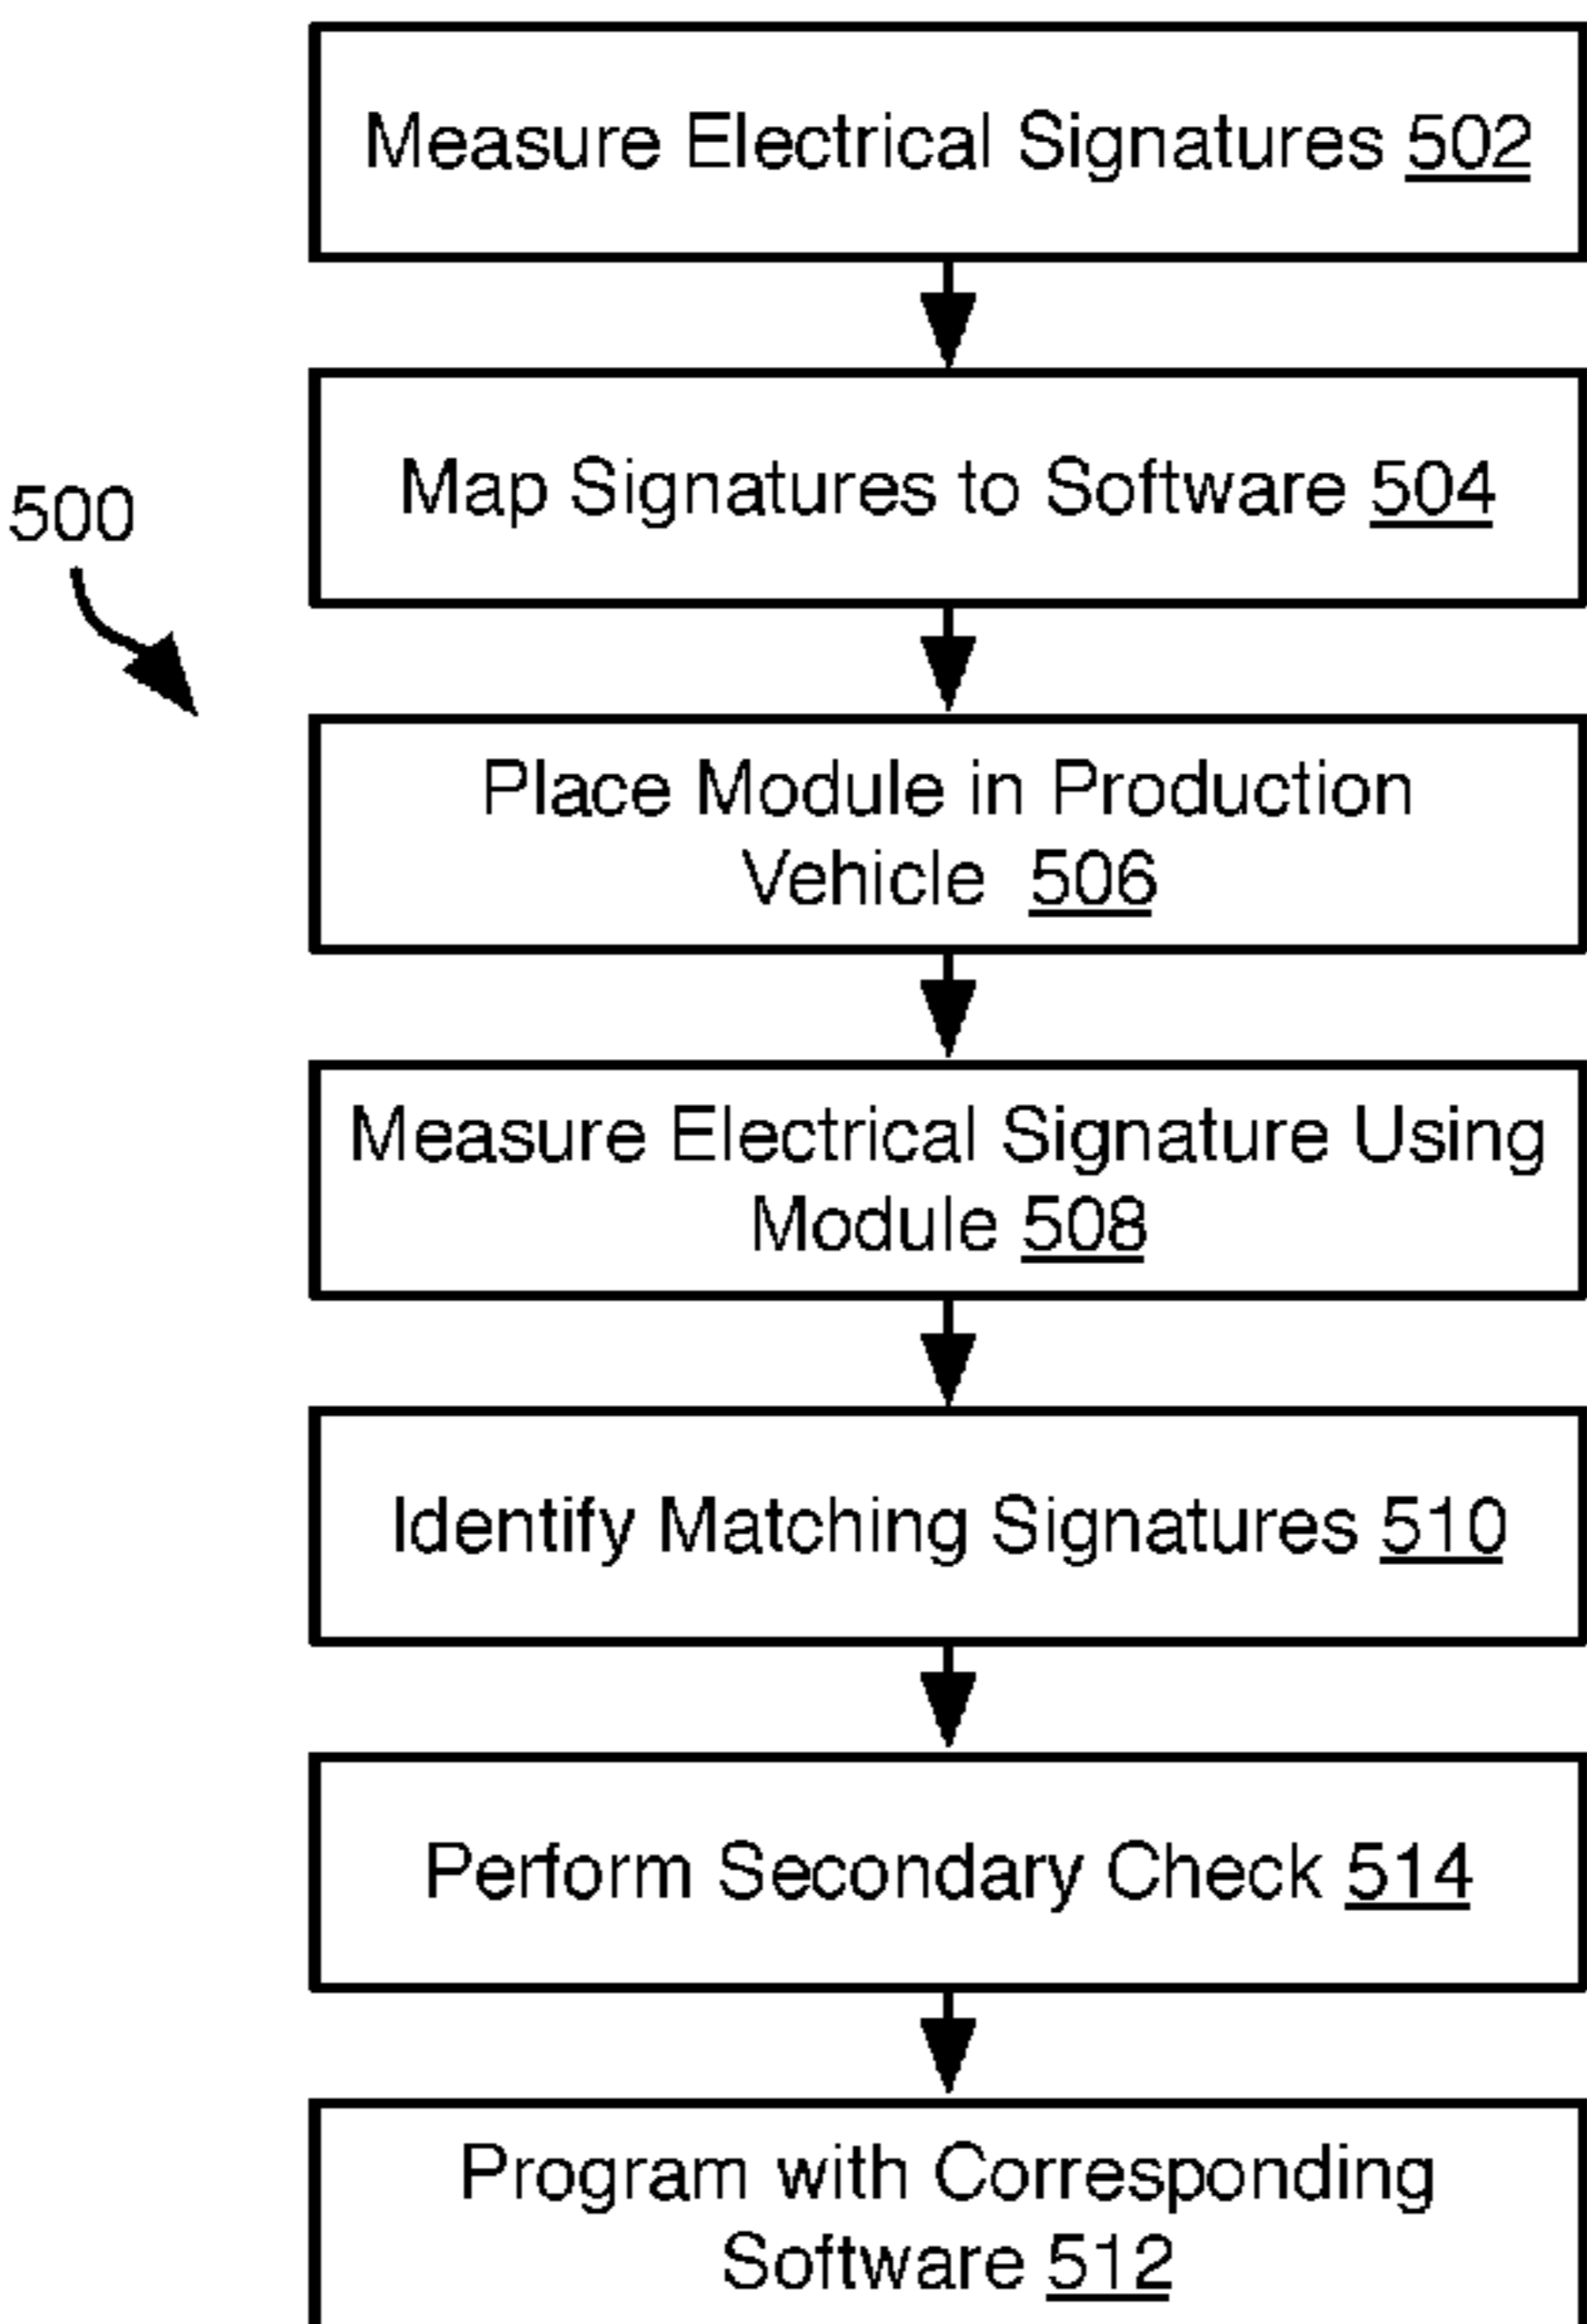 Measure Electrical Signatures 502
Map Signatures to Software 504
500
Place Module in Production
Vehicle 506
Measure Electrical Signature Using
Module 508
Identify Matching Signatures 510
Perform Secondary Check 514
Program with Corresponding
Software 512